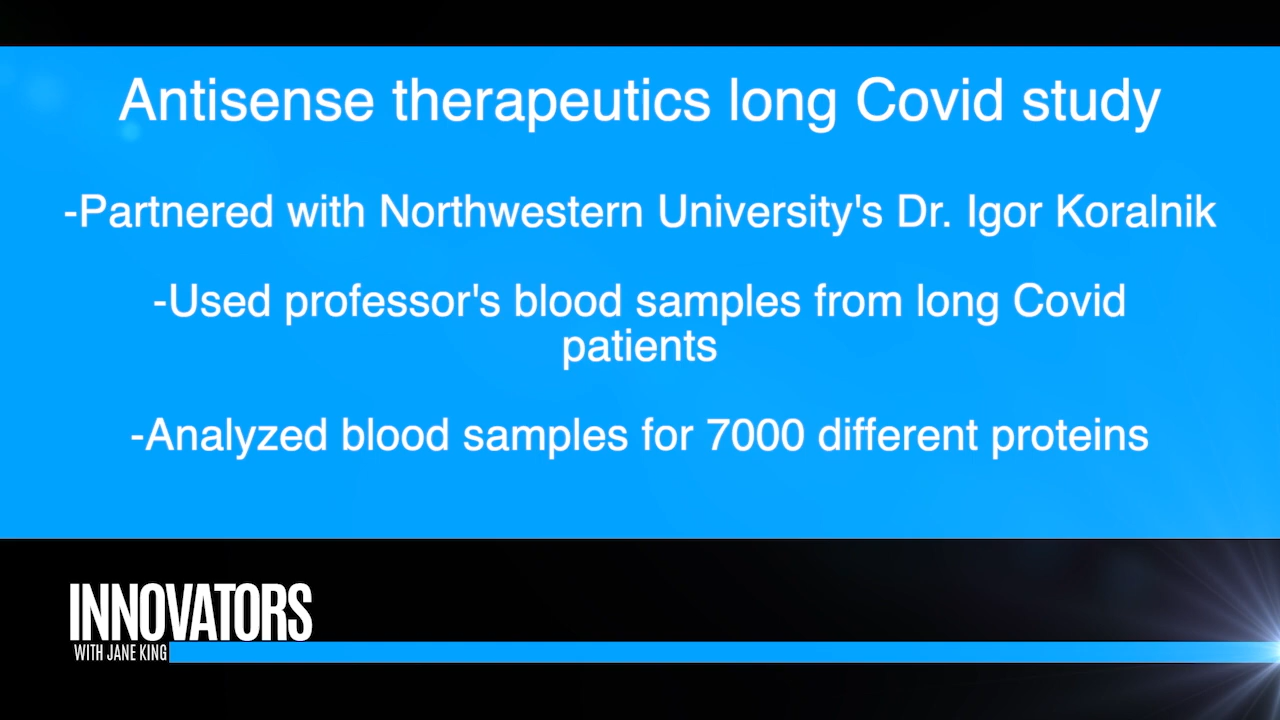 Antisense therapeutics long Covid study
-Partnered with Northwestern University's Dr. Igor Koralnik
-Used professor's blood samples from long Covid
patients
-Analyzed blood samples for 7000 different proteins
INNOVATORS
WITH JANE KING